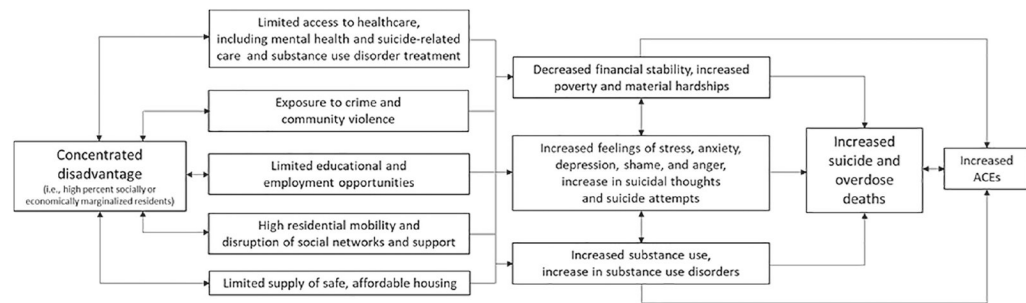 Concentrated
disadvantage
(i.e., high percent socially or
economically marginalized residents)
Limited access to healthcare,
including mental health and suicide-related
care and substance use disorder treatment
Exposure to crime and
community violence
Limited educational and
employment opportunities
High residential mobility and
disruption of social networks and support
Limited supply of safe, affordable housing
Decreased financial stability, increased
poverty and material hardships
Increased feelings of stress, anxiety,
depression, shame, and anger,
increase in suicidal thoughts
and suicide attempts
Increased substance use,
increase in substance use disorders
Increased
suicide and
overdose
deaths
Increased
ACEs